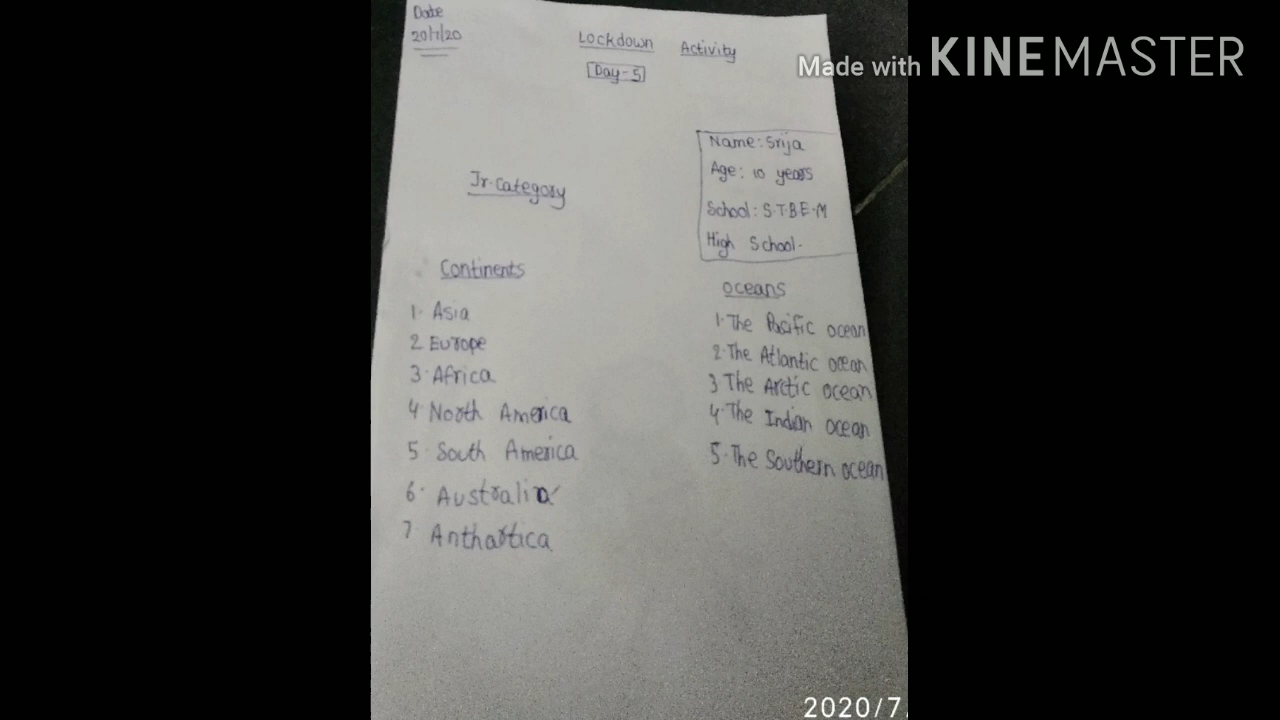 Date
20/7/20
Lockdown Activity
Day-5
Made with KINEMASTER
Name: Srija
Age: 10 years
School: S.T.B.E.M
High School.
Jr. Category
Continents
1. Asia
2 Europe
3. Africa
4 North America
5 South America
6. Australia
7 Anthartica
Oceans
1. The Pacific ocean
2. The Atlantic ocean
3 The Arctic ocean
4. The Indian ocean
5. The Southern ocean
2020/7